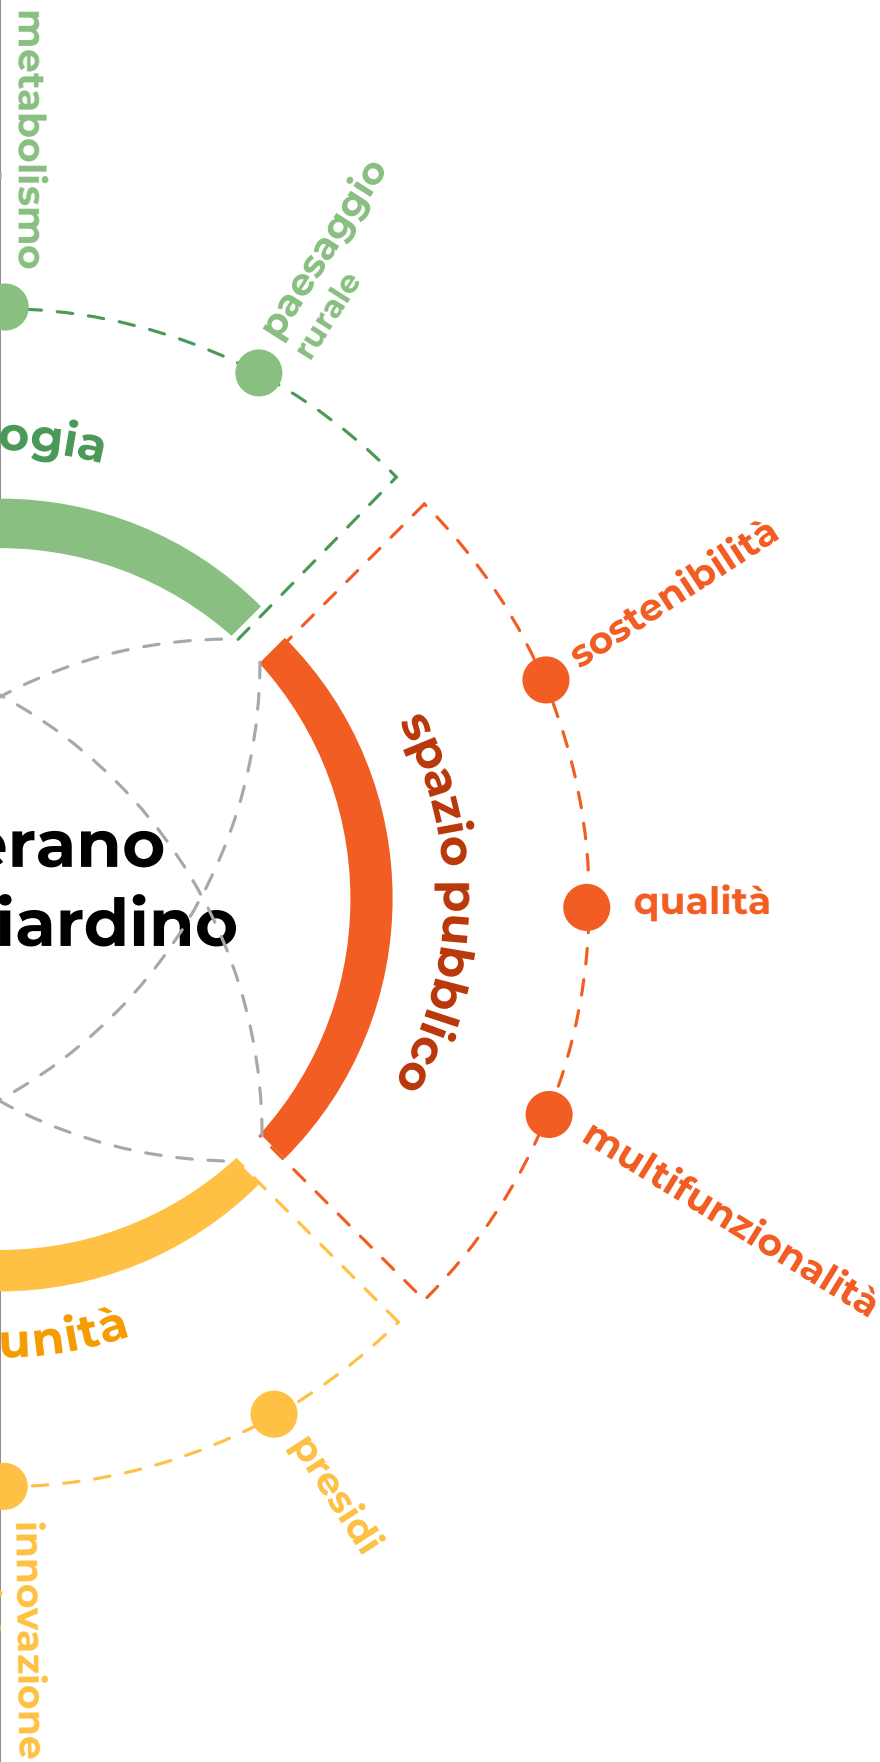 metabolismo
paesaggio
rurale
ogia
sostenibilità
spazio pubblico
erano
iardino
qualità
multifunzionalità
unità
presidi
innovazione